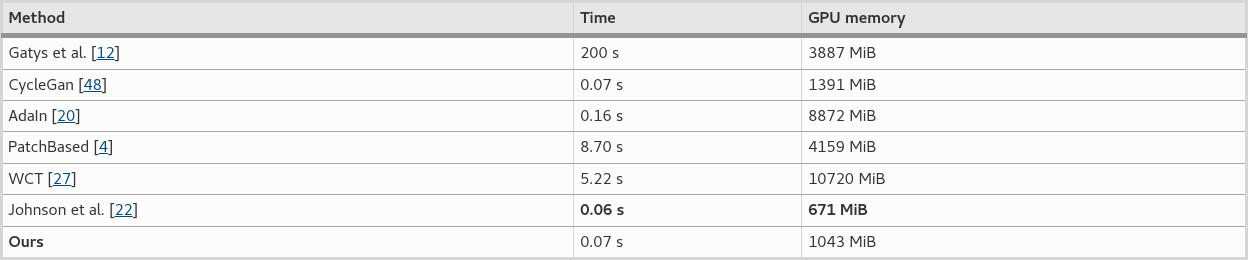 Method Time GPU memory
Gatys et al. [12] 200 s 3887 MiB
CycleGan [48] 0.07 s 1391 MiB
AdaIn [20] 0.16 s 8872 MiB
PatchBased [4] 8.70 s 4159 MiB
WCT [27] 5.22 s 10720 MiB
Johnson et al. [22] 0.06 s 671 MiB
Ours 0.07 s 1043 MiB